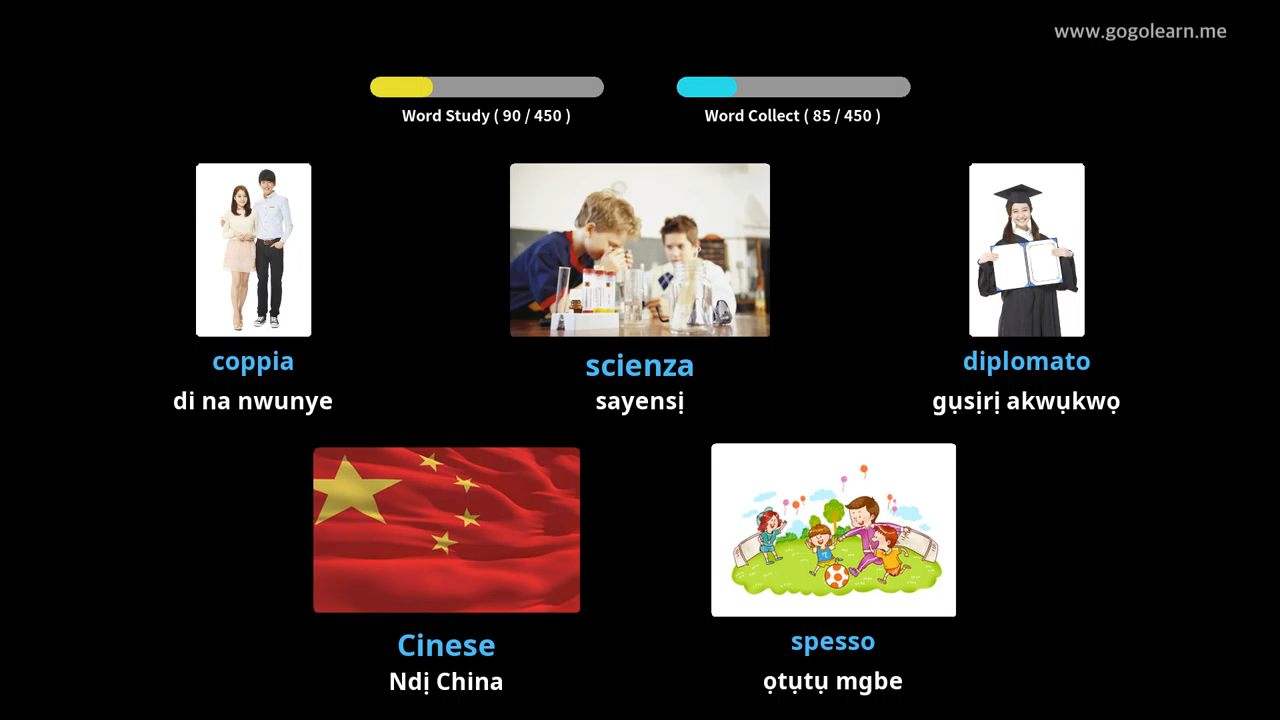 www.gogolearn.me
Word Study ( 90 / 450 )
Word Collect ( 85 / 450 )
coppia
di na nwunye
scienza
sayensị
diplomato
gụsịrị akwụkwọ
Cinese
Ndị China
spesso
ọtụtụ mgbe